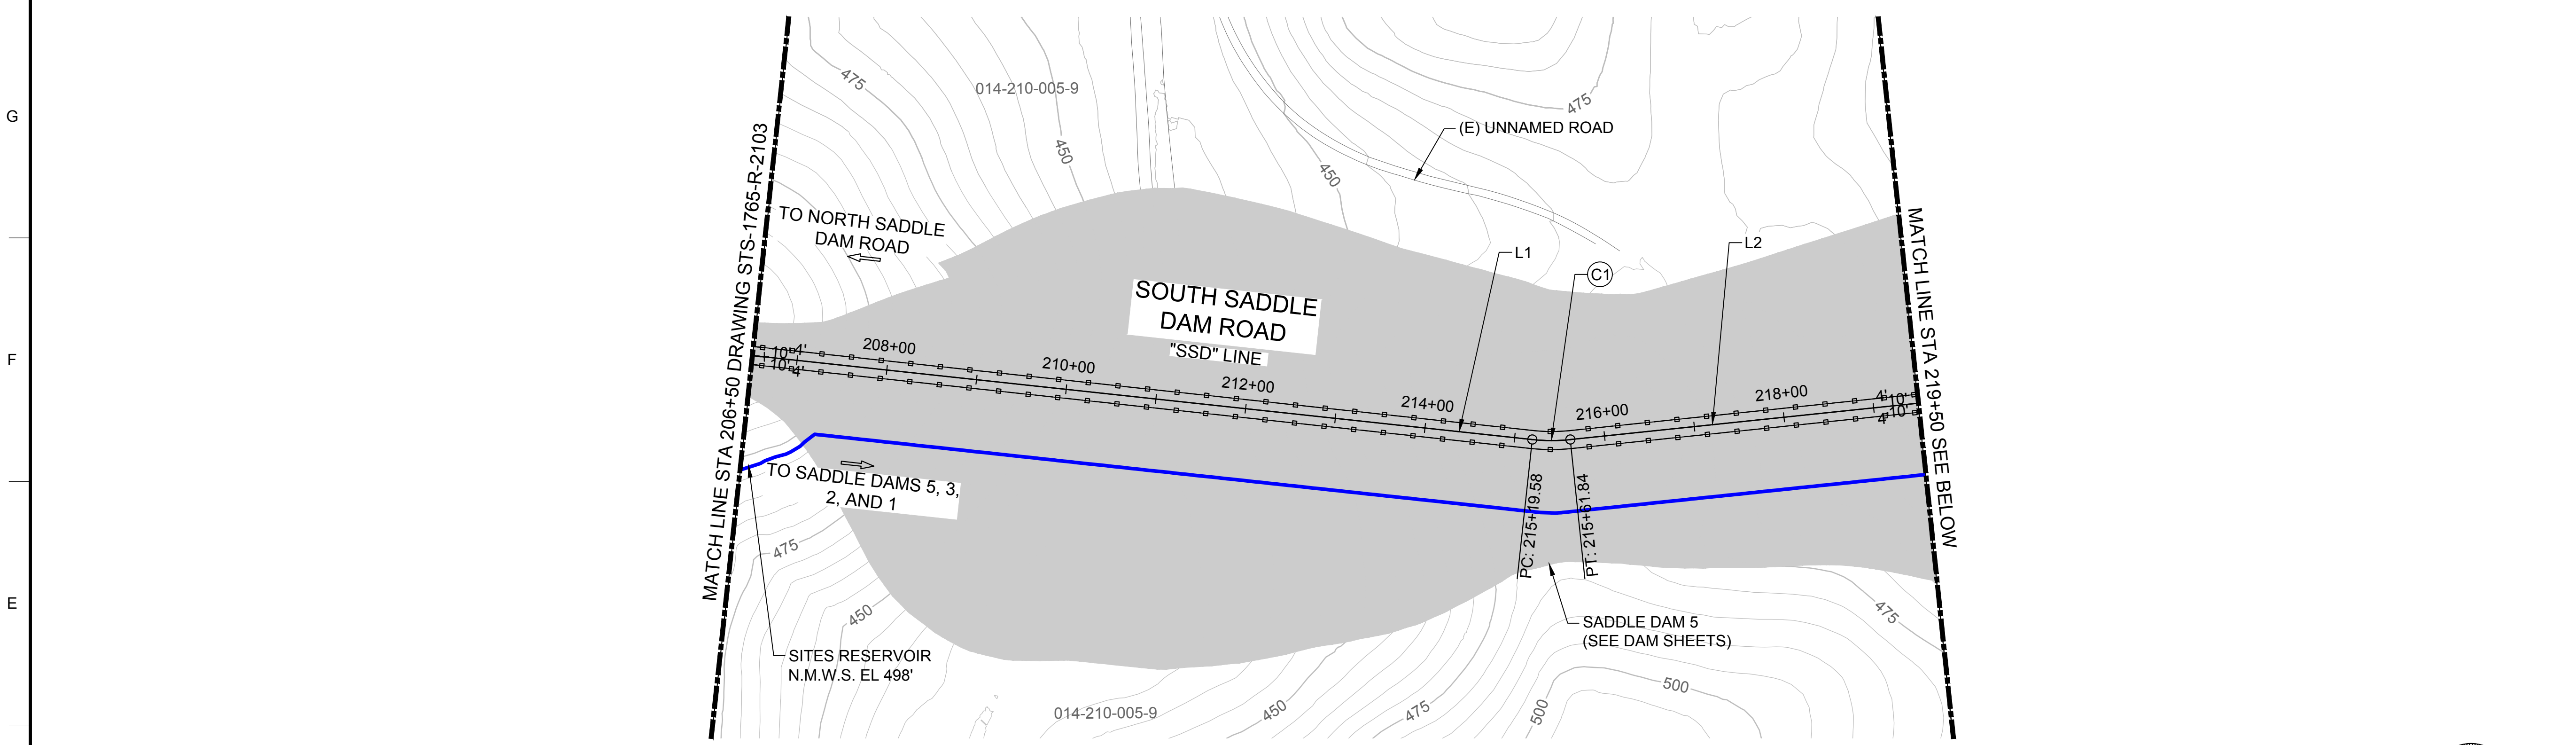 G
F
E
MATCH LINE STA 206+50 DRAWING STS-1765-R-2103
475
014-210-005-9
450
450
475
(E) UNNAMED ROAD
TO NORTH SADDLE
DAM ROAD
L1
C1
L2
SOUTH SADDLE
DAM ROAD
"SSD" LINE
10'
4'
10'
4'
208+00
210+00
212+00
214+00
216+00
218+00
4'
10'
10'
4'
MATCH LINE STA 219+50 SEE BELOW
TO SADDLE DAMS 5, 3,
2, AND 1
PC: 215+19.58
PT: 215+61.84
475
450
SITES RESERVOIR
N.M.W.S. EL 498'
SADDLE DAM 5
(SEE DAM SHEETS)
475
014-210-005-9
450
475
500
500